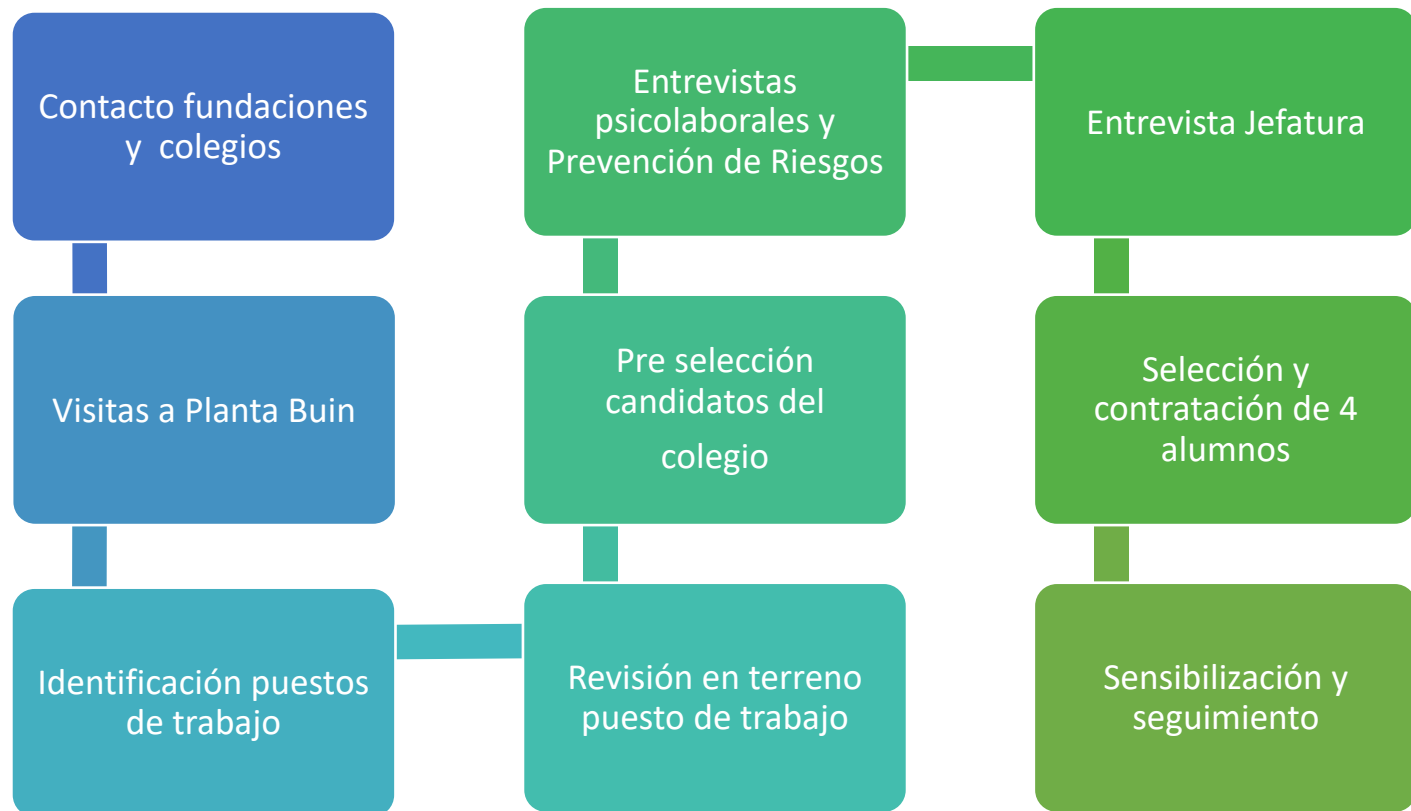 Contacto fundaciones
y colegios
Visitas a Planta Buin
Identificación puestos
de trabajo
Revisión en terreno
puesto de trabajo
Pre selección
candidatos del
colegio
Entrevistas
psicolaborales y
Prevención de Riesgos
Entrevista Jefatura
Selección y
contratación de 4
alumnos
Sensibilización y
seguimiento